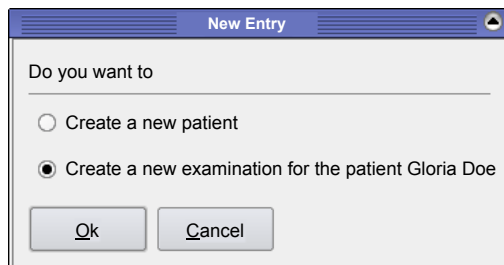 New Entry
Do you want to
Create a new patient
Create a new examination for the patient Gloria Doe
Ok
Cancel